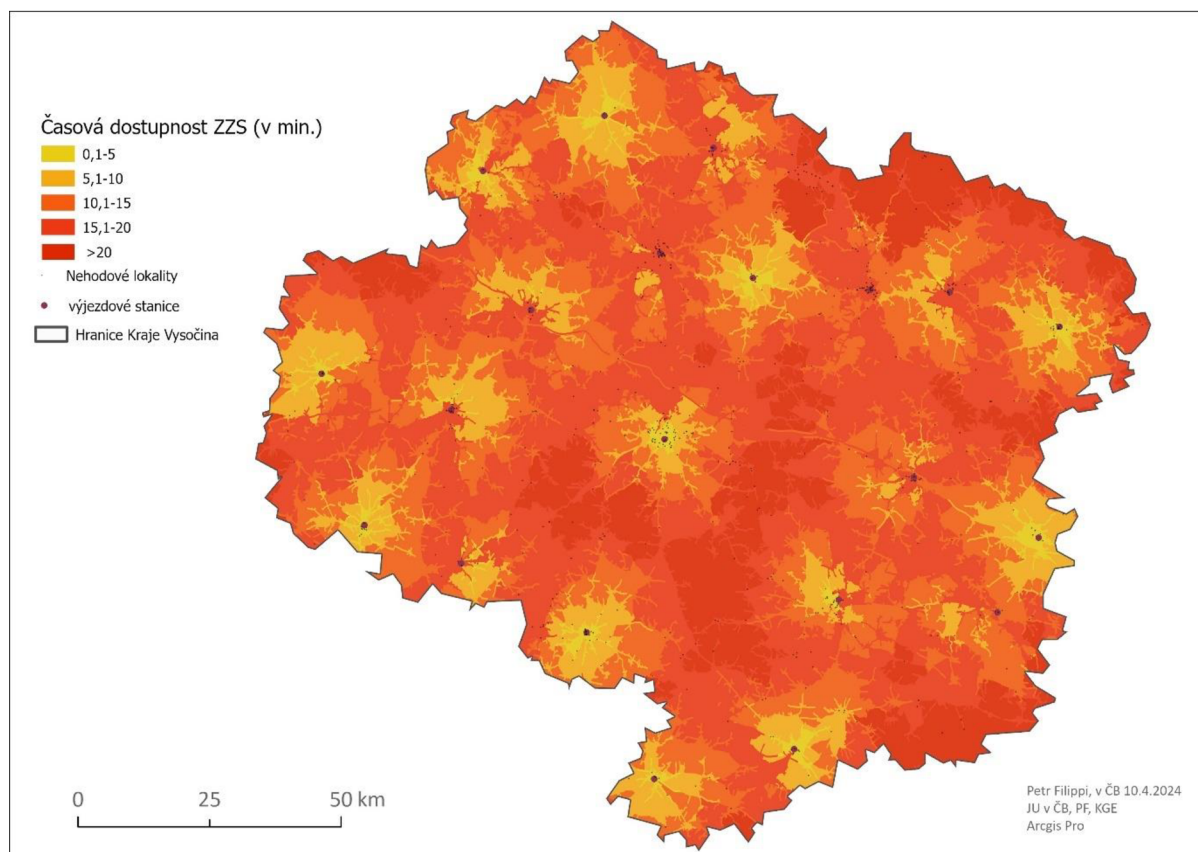 Časová dostupnost ZZS (v min.)
0,1-5
5,1-10
10,1-15
15,1-20
>20
Nehodové lokality
výjezdové stanice
Hranice Kraje Vysočina
0 25 50 km
Petr Filippi, v ČB 10.4.2024
JU v ČB, PF, KGE
Arcgis Pro